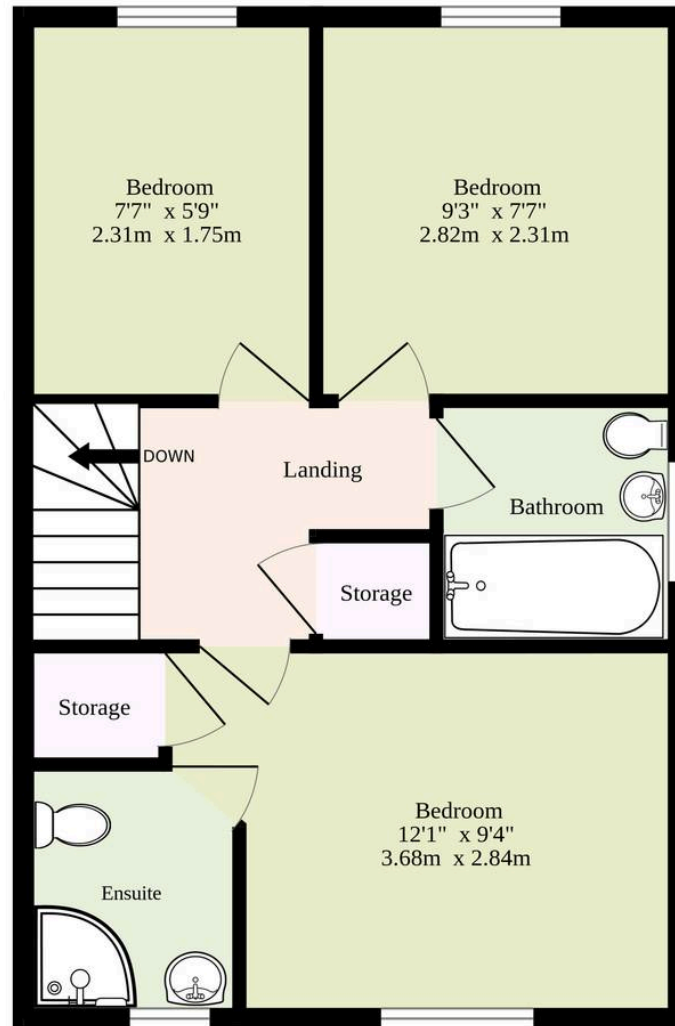 Bedroom
7'7" x 5'9"
2.31m x 1.75m
Bedroom
9'3" x 7'7"
2.82m x 2.31m
DOWN
Landing
Bathroom
Storage
Storage
Bedroom
12'1" x 9'4"
3.68m x 2.84m
Ensuite